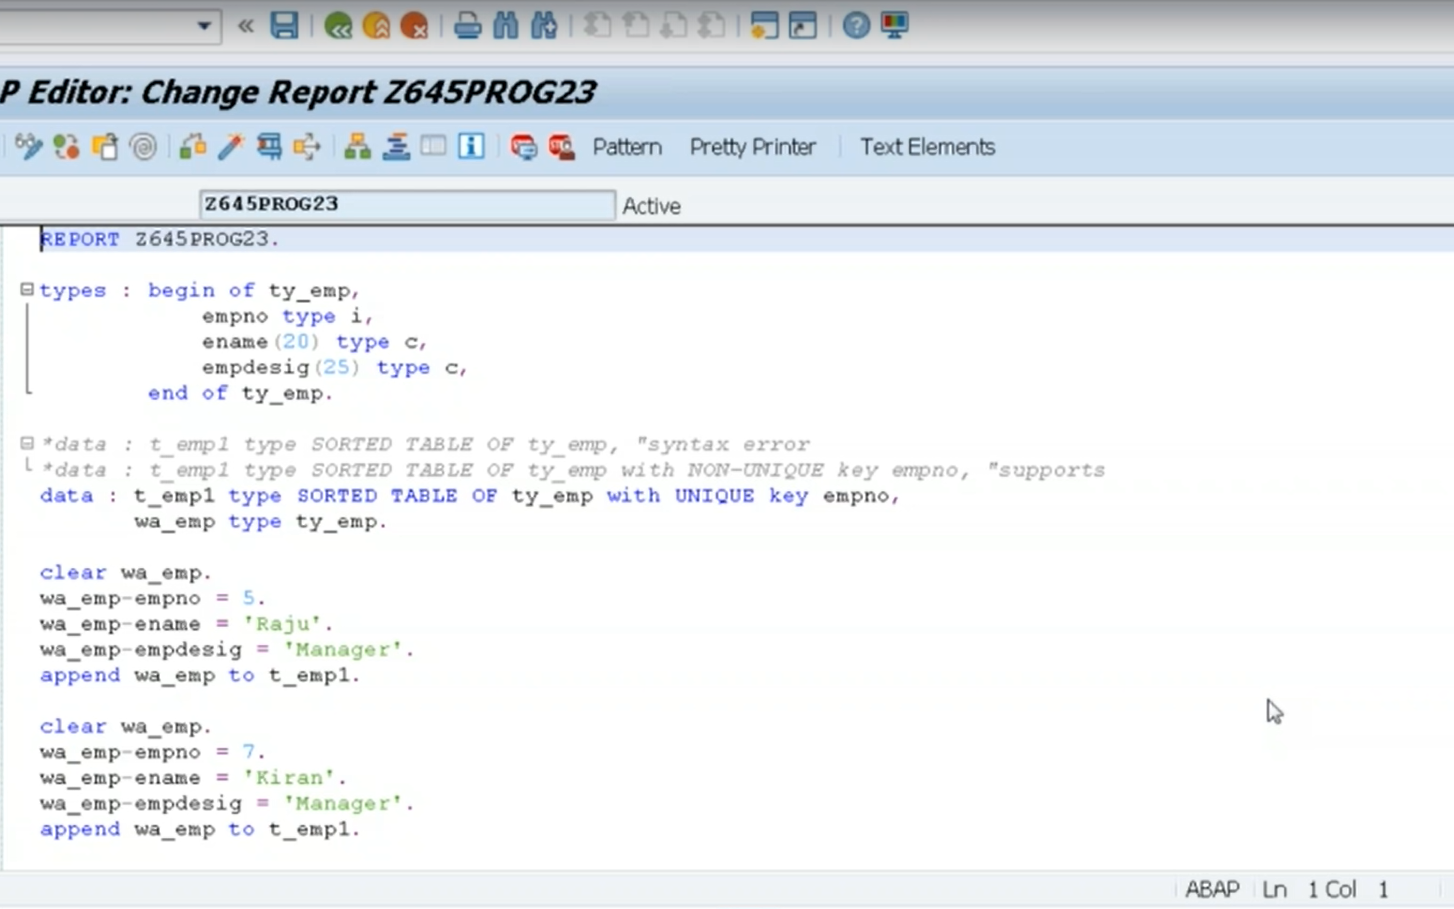 P Editor: Change Report Z645PROG23
Pattern Pretty Printer Text Elements
Z645PROG23 Active
REPORT Z645PROG23.
types : begin of ty_emp,
empno type i,
ename(20) type c,
empdesig(25) type c,
end of ty_emp.
*data : t_emp1 type SORTED TABLE OF ty_emp, "syntax error
*data : t_emp1 type SORTED TABLE OF ty_emp with NON-UNIQUE key empno, "supports
data : t_emp1 type SORTED TABLE OF ty_emp with UNIQUE key empno,
wa_emp type ty_emp.
clear wa_emp.
wa_emp-empno = 5.
wa_emp-ename = 'Raju'.
wa_emp-empdesig = 'Manager'.
append wa_emp to t_emp1.
clear wa_emp.
wa_emp-empno = 7.
wa_emp-ename = 'Kiran'.
wa_emp-empdesig = 'Manager'.
append wa_emp to t_emp1.
ABAP Ln 1 Col 1